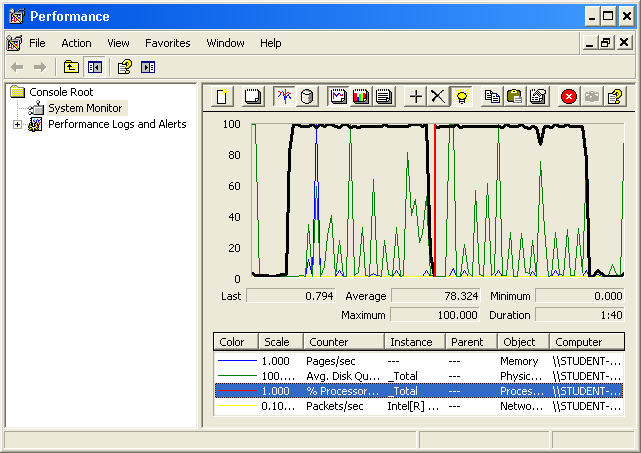 Performance
File Action View Favorites Window Help
Console Root
System Monitor
Performance Logs and Alerts
100
80
60
40
20
0
Last 0.794 Average 78.324 Minimum 0.000
Maximum 100.000 Duration 1:40
Color Scale Counter Instance Parent Object Computer
1.000 Pages/sec --- --- Memory \\STUDENT-...
100.... Avg. Disk Qu... _Total --- Physic... \\STUDENT-...
1.000 % Processor... _Total --- Proces... \\STUDENT-...
0.10... Packets/sec Intel[R] ... --- Netwo... \\STUDENT-...